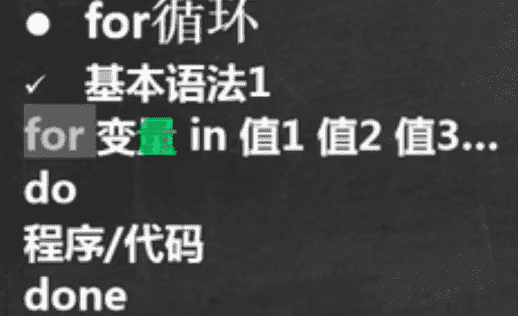 ● for循环
✓ 基本语法1
for 变量 in 值1 值2 值3...
do
程序/代码
done